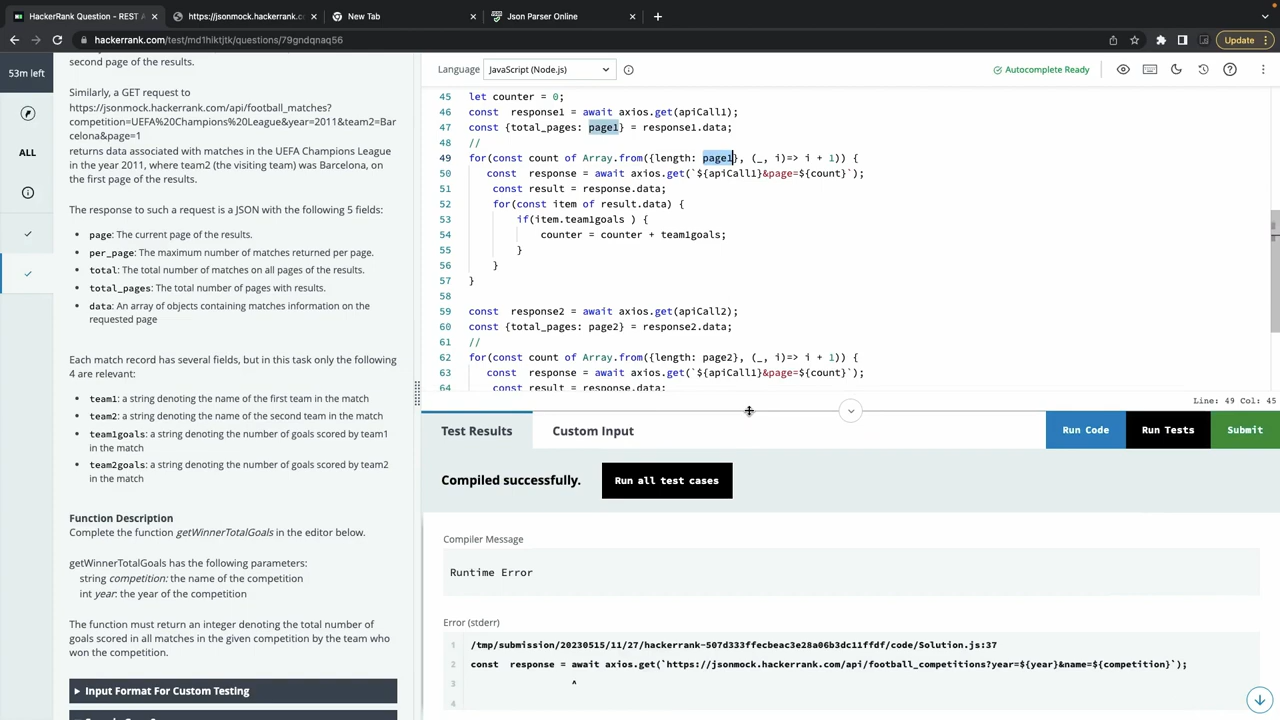 HackerRank Question - REST A
https://jsonmock.hackerrank.co
New Tab
Json Parser Online
hackerrank.com/test/md1hiktjtk/questions/79gndqnaq56
Update
53m left
ALL
second page of the results.
Similarly, a GET request to
https://jsonmock.hackerrank.com/api/football_matches?
competition=UEFA%20Champions%20League&year=2011&team2=Bar
celona&page=1
returns data associated with matches in the UEFA Champions League
in the year 2011, where team2 (the visiting team) was Barcelona, on
the first page of the results.
The response to such a request is a JSON with the following 5 fields:
page: The current page of the results.
per_page: The maximum number of matches returned per page.
total: The total number of matches on all pages of the results.
total_pages: The total number of pages with results.
data: An array of objects containing matches information on the
requested page
Each match record has several fields, but in this task only the following
4 are relevant:
team1: a string denoting the name of the first team in the match
team2: a string denoting the name of the second team in the match
team1goals: a string denoting the number of goals scored by team1
in the match
team2goals: a string denoting the number of goals scored by team2
in the match
Function Description
Complete the function getWinnerTotalGoals in the editor below.
getWinnerTotalGoals has the following parameters:
string competition: the name of the competition
int year: the year of the competition
The function must return an integer denoting the total number of
goals scored in all matches in the given competition by the team who
won the competition.
Input Format For Custom Testing
Language JavaScript (Node.js)
Autocomplete Ready
45 let counter = 0;
46 const response1 = await axios.get(apiCall1);
47 const {total_pages: page1} = response1.data;
48 //
49 for(const count of Array.from({length: page1}, (_, i)=> i + 1)) {
50 const response = await axios.get(`${apiCall1}&page=${count}`);
51 const result = response.data;
52 for(const item of result.data) {
53 if(item.team1goals ) {
54 counter = counter + team1goals;
55 }
56 }
57 }
58
59 const response2 = await axios.get(apiCall2);
60 const {total_pages: page2} = response2.data;
61 //
62 for(const count of Array.from({length: page2}, (_, i)=> i + 1)) {
63 const response = await axios.get(`${apiCall1}&page=${count}`);
64 const result = response.data;
Line: 49 Col: 45
Test Results
Custom Input
Run Code
Run Tests
Submit
Compiled successfully.
Run all test cases
Compiler Message
Runtime Error
Error (stderr)
1 /tmp/submission/20230515/11/27/hackerrank-507d333ffecbeac3e28a06b3dc11ffdf/code/Solution.js:37
2 const response = await axios.get(`https://jsonmock.hackerrank.com/api/football_competitions?year=${year}&name=${competition}`);
3 ^
4